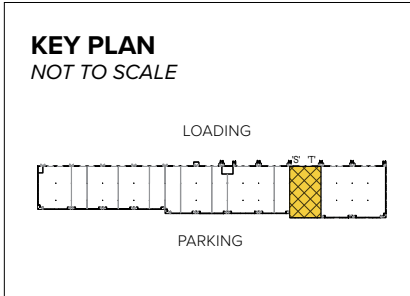 KEY PLAN
NOT TO SCALE
LOADING
'S' 'T'
PARKING